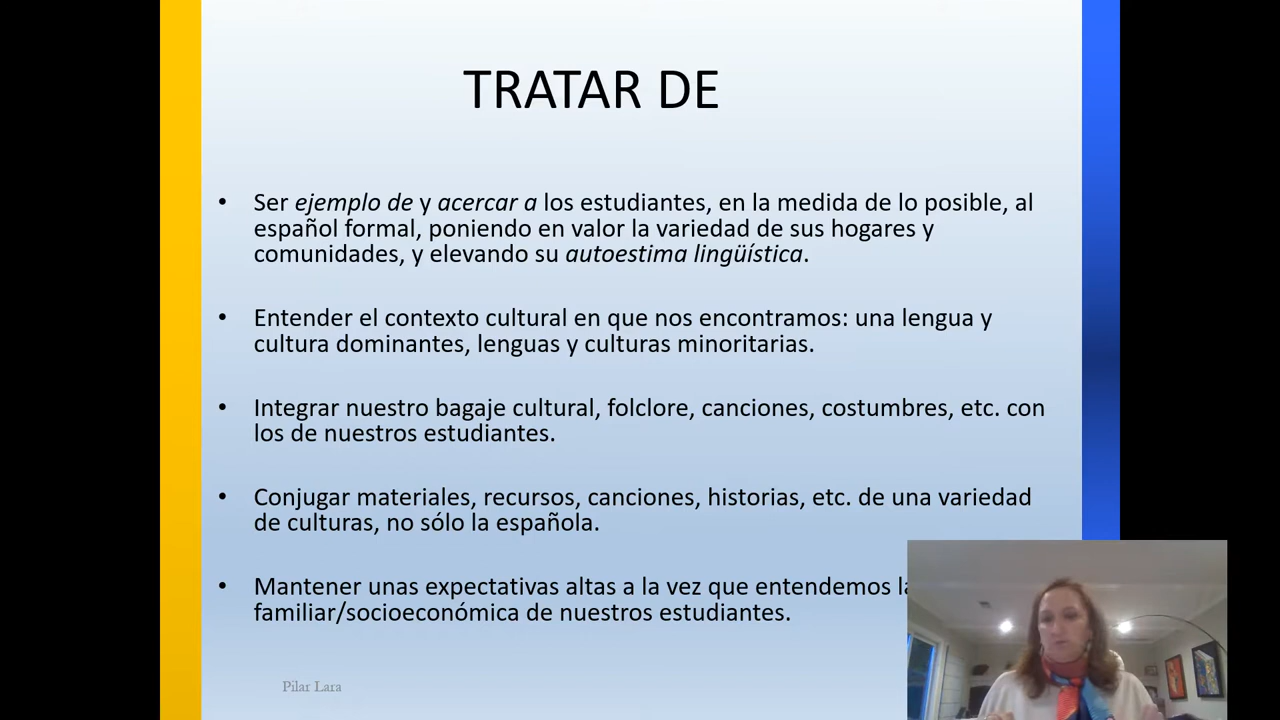 TRATAR DE
• Ser ejemplo de y acercar a los estudiantes, en la medida de lo posible, al
español formal, poniendo en valor la variedad de sus hogares y
comunidades, y elevando su autoestima lingüística.
• Entender el contexto cultural en que nos encontramos: una lengua y
cultura dominantes, lenguas y culturas minoritarias.
• Integrar nuestro bagaje cultural, folclore, canciones, costumbres, etc. con
los de nuestros estudiantes.
• Conjugar materiales, recursos, canciones, historias, etc. de una variedad
de culturas, no sólo la española.
• Mantener unas expectativas altas a la vez que entendemos
familiar/socioeconómica de nuestros estudiantes.
Pilar Lara